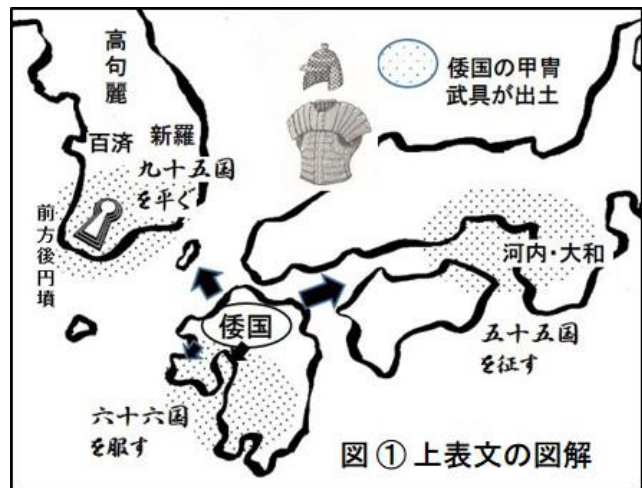 高句麗
百済
新羅
九十五国
を平ぐ
前方後円墳
倭国の甲冑
武具が出土
河内・大和
五十五国
を征す
倭国
六十六国
を服す
図①上表文の図解